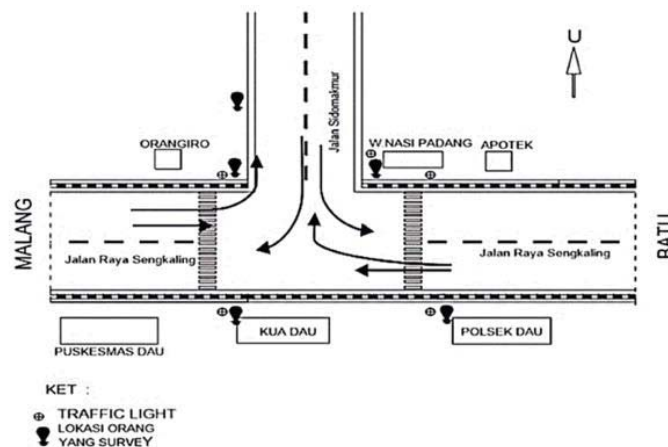 U
Jalan Sidomakmur
ORANGIRO
W NASI PADANG
APOTEK
MALANG
BATU
Jalan Raya Sengkaling
Jalan Raya Sengkaling
PUSKESMAS DAU
KUA DAU
POLSEK DAU
KET :
TRAFFIC LIGHT
LOKASI ORANG
YANG SURVEY